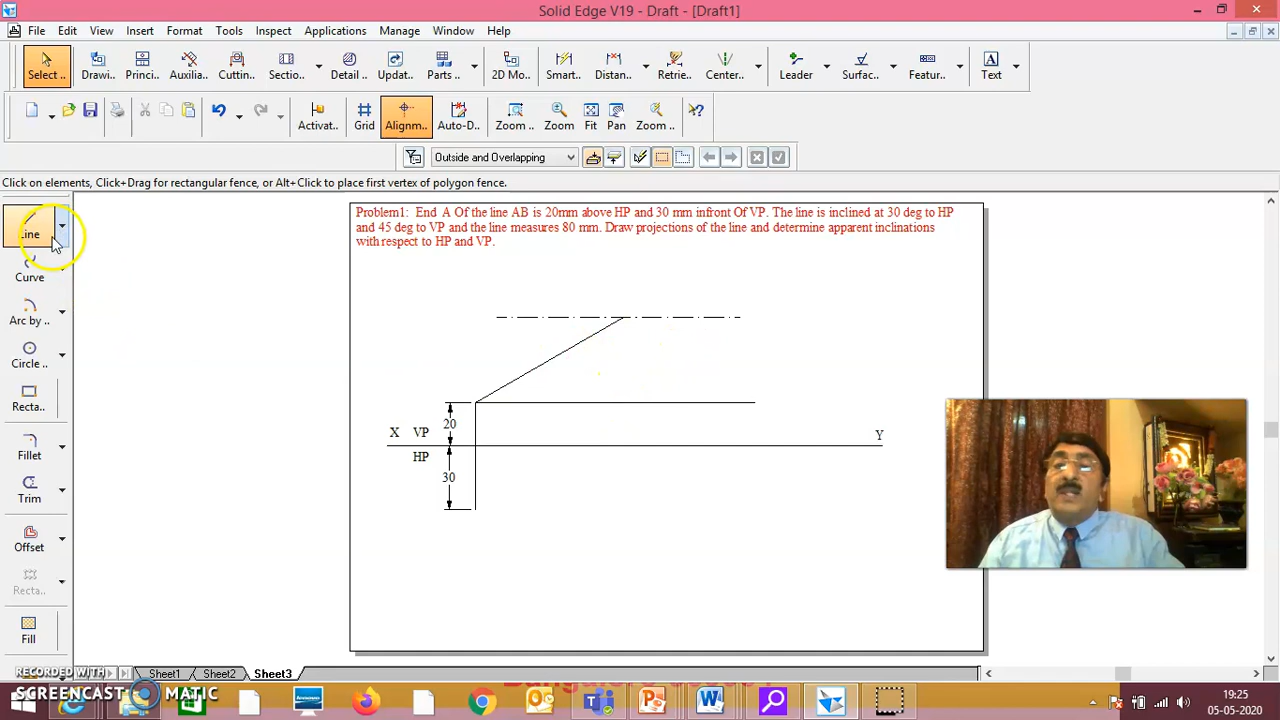 Solid Edge V19 - Draft - [Draft1]
File Edit View Insert Format Tools Inspect Applications Manage Window Help
Select .. Drawi.. Princi.. Auxilia.. Cuttin.. Sectio.. Detail .. Updat.. Parts .. 2D Mo.. Smart.. Distan.. Retrie.. Center.. Leader Surfac.. Featur.. Text
Activat.. Grid Alignm.. Auto-D.. Zoom .. Zoom Fit Pan Zoom ..
Outside and Overlapping
Click on elements, Click+Drag for rectangular fence, or Alt+Click to place first vertex of polygon fence.
Line
Curve
Arc by ..
Circle ..
Recta..
Fillet
Trim
Offset
Recta..
Fill
Problem1: End A Of the line AB is 20mm above HP and 30 mm infront Of VP. The line is inclined at 30 deg to HP
and 45 deg to VP and the line measures 80 mm. Draw projections of the line and determine apparent inclinations
with respect to HP and VP.
20
X VP Y
HP
30
RECORDED WITH
SCREENCAST MATIC
Sheet1 Sheet2 Sheet3
19:25
05-05-2020